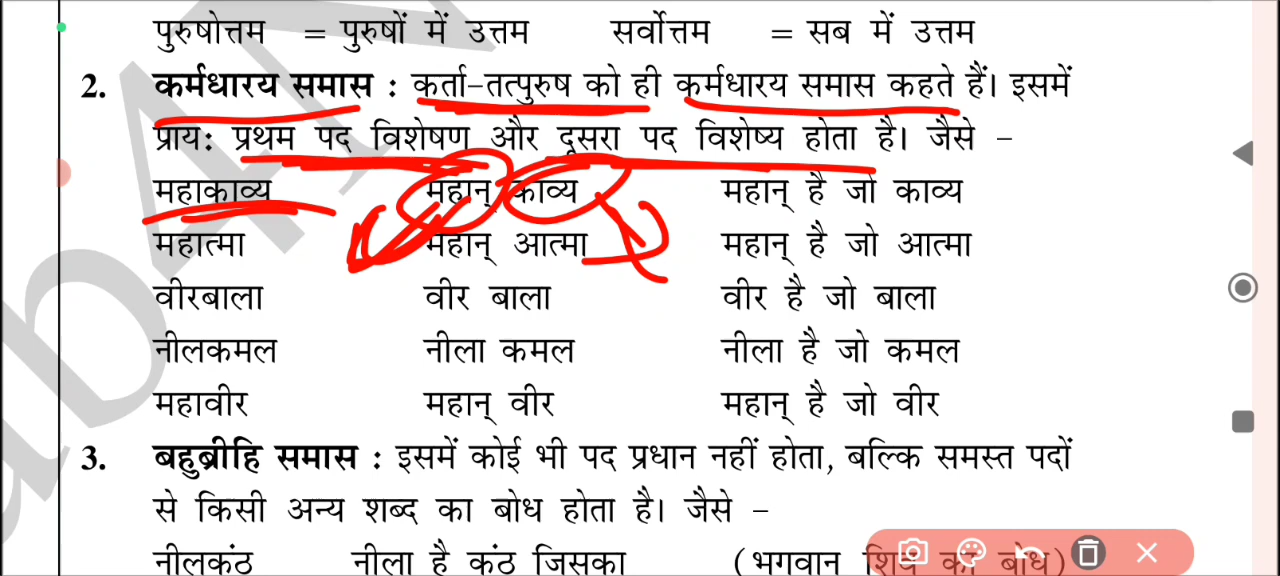 पुरुषोत्तम = पुरुषों में उत्तम सर्वोत्तम = सब में उत्तम
2. कर्मधारय समास : कर्ता-तत्पुरुष को ही कर्मधारय समास कहते हैं। इसमें
प्रायः प्रथम पद विशेषण और दूसरा पद विशेष्य होता है। जैसे -
महाकाव्य महान् काव्य महान् है जो काव्य
महात्मा महान् आत्मा महान् है जो आत्मा
वीरबाला वीर बाला वीर है जो बाला
नीलकमल नीला कमल नीला है जो कमल
महावीर महान् वीर महान् है जो वीर
3. बहुब्रीहि समास : इसमें कोई भी पद प्रधान नहीं होता, बल्कि समस्त पदों
से किसी अन्य शब्द का बोध होता है। जैसे -
नीलकंठ नीला है कंठ जिसका (भगवान शिव का बोध)